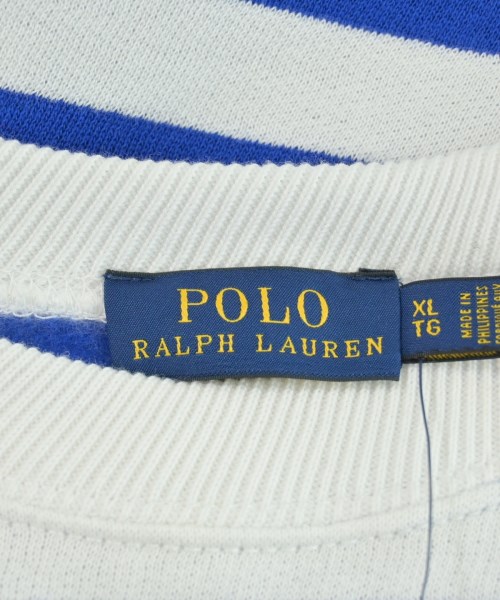 POLO
RALPH LAUREN
XL
TG
MADE IN
PHILIPPINES